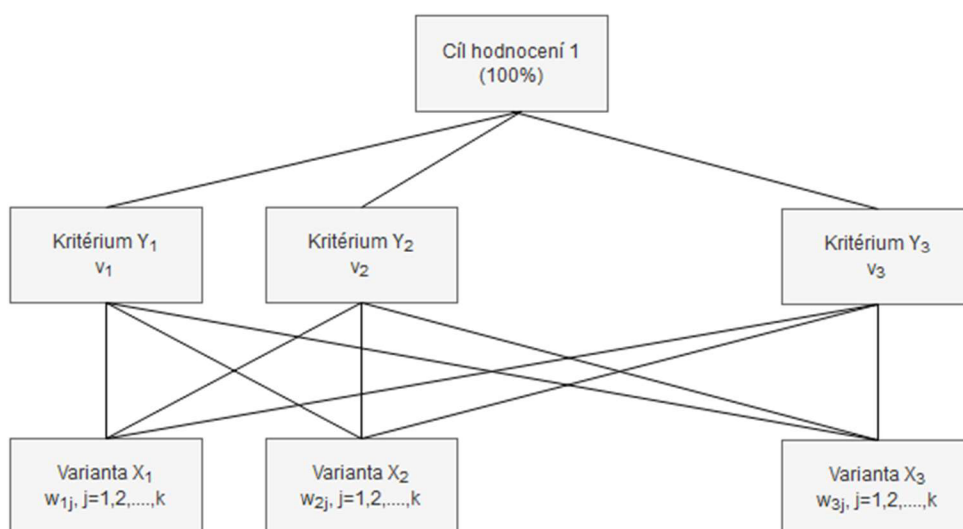 Cíl hodnocení 1
(100%)
Kritérium Y₁
v₁
Kritérium Y₂
v₂
Kritérium Y₃
v₃
Varianta X₁
w₁ⱼ, j=1,2,....,k
Varianta X₂
w₂ⱼ, j=1,2,....,k
Varianta X₃
w₃ⱼ, j=1,2,....,k